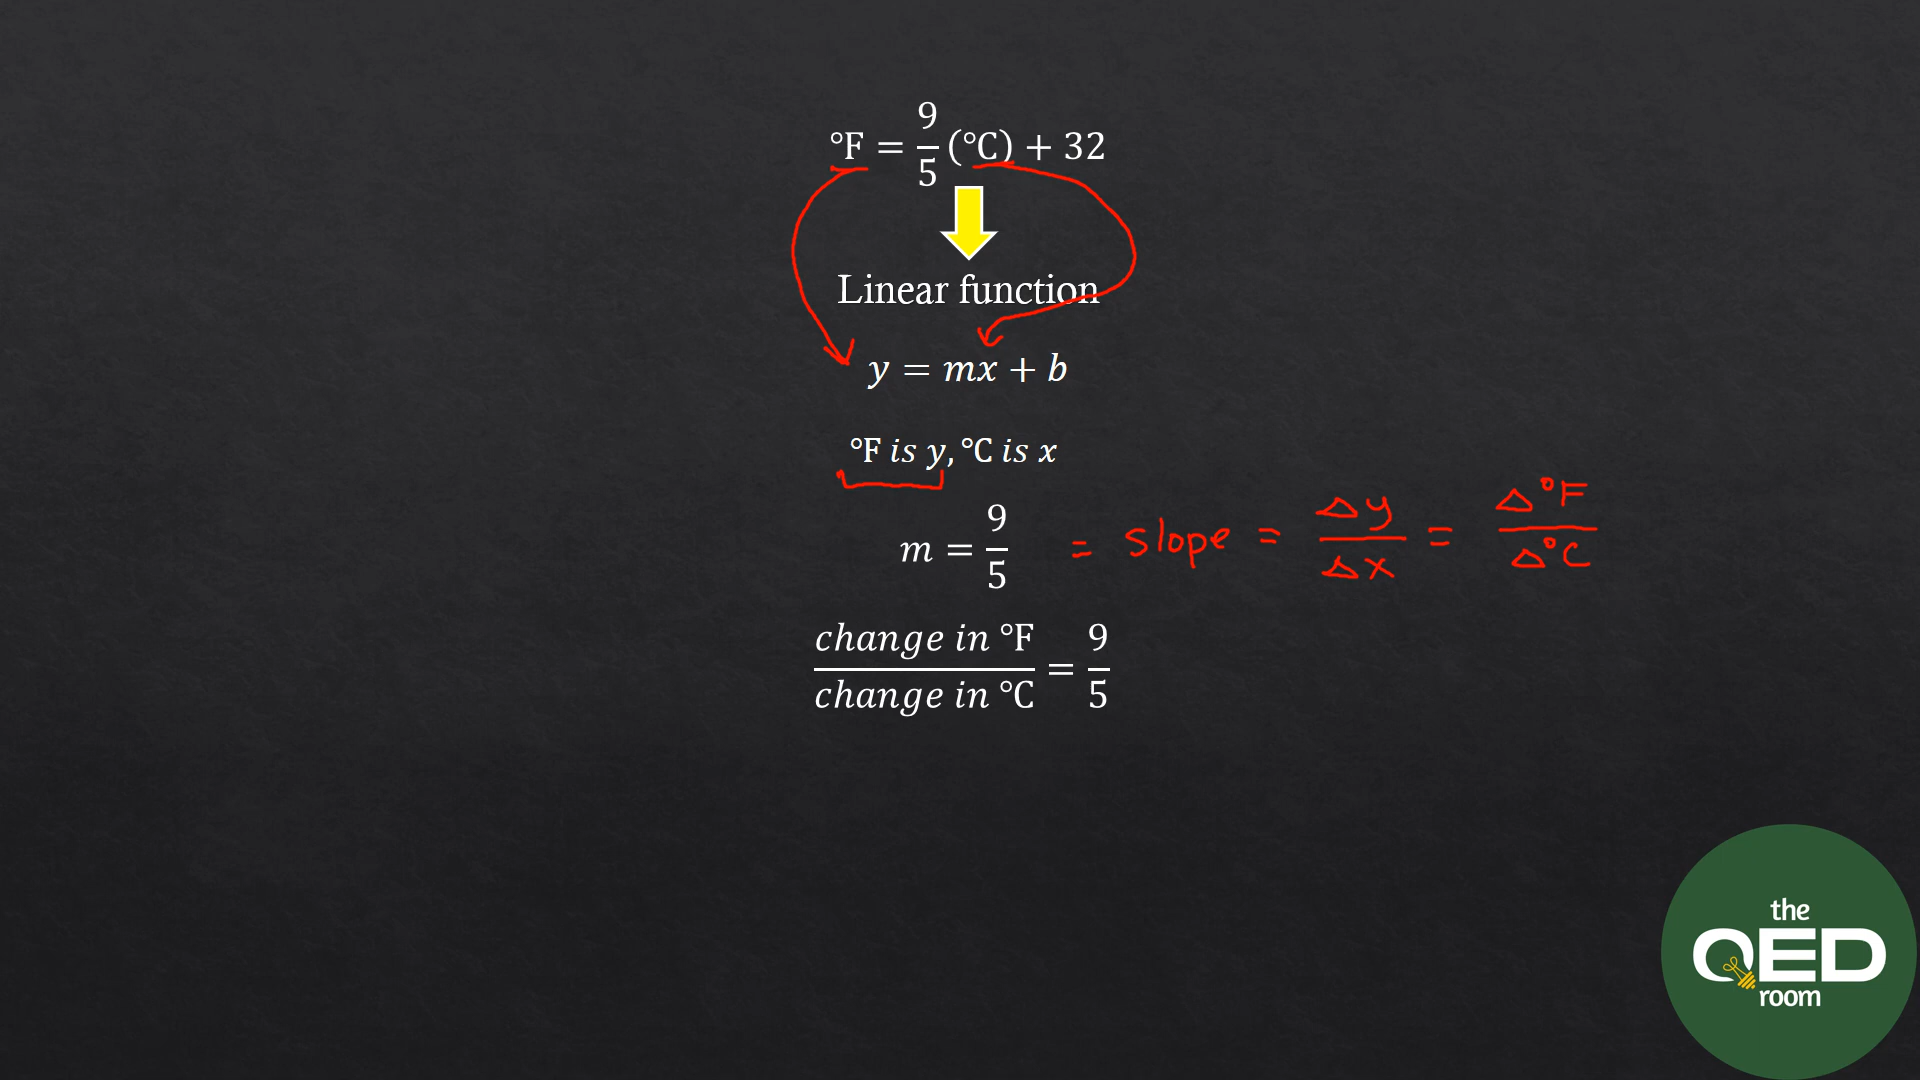 °F = 9/5 (°C) + 32
Linear function
y = mx + b
°F is y, °C is x
m = 9/5 = slope = Δy/Δx = Δ°F/Δ°C
change in °F/change in °C = 9/5
the
QED
room